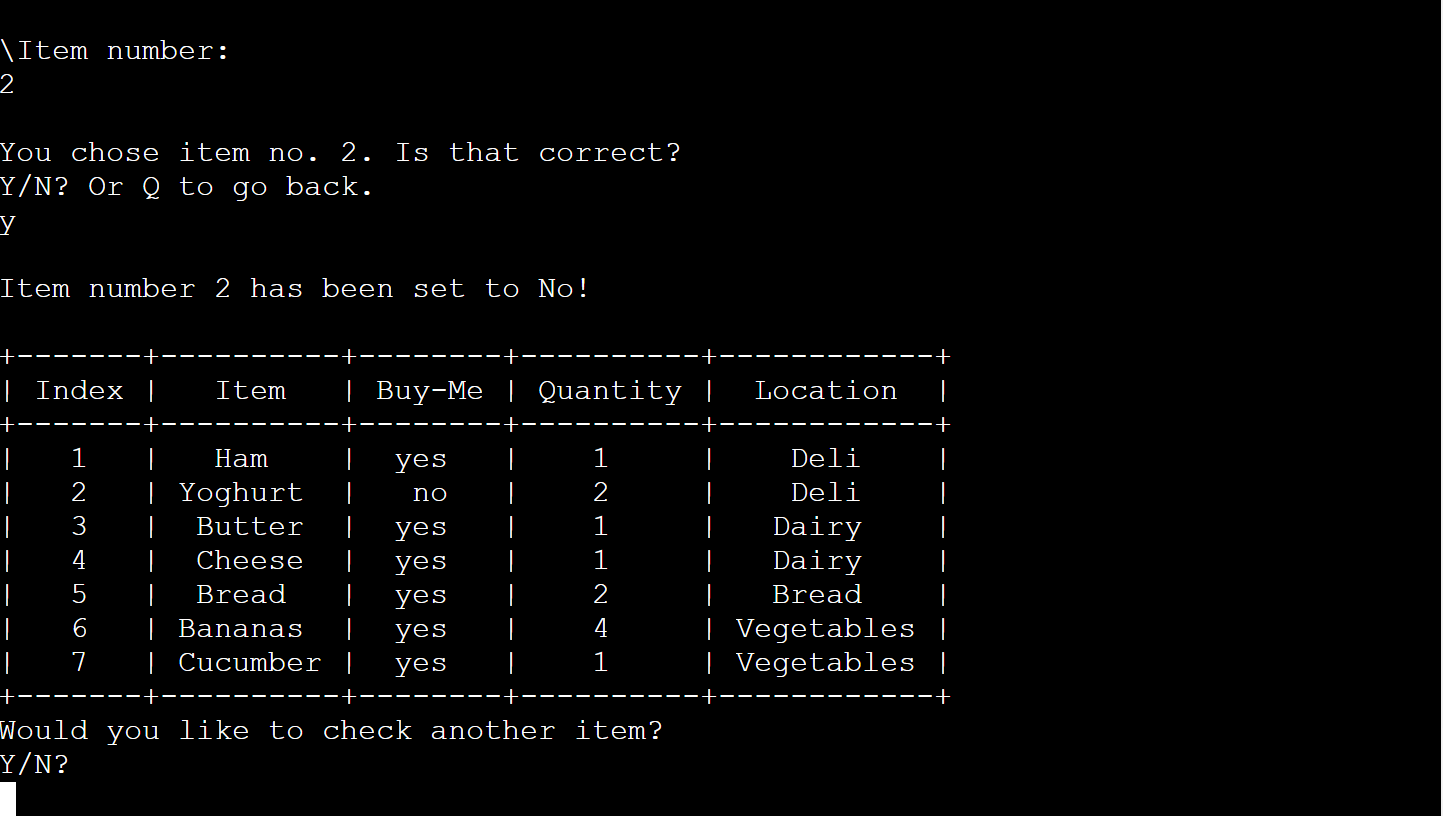 \Item number:
2
You chose item no. 2. Is that correct?
Y/N? Or Q to go back.
y
Item number 2 has been set to No!
+-------+----------+--------+----------+------------+
| Index |   Item   | Buy-Me | Quantity |  Location  |
+-------+----------+--------+----------+------------+
|   1   |   Ham    |  yes   |    1     |    Deli    |
|   2   | Yoghurt  |   no   |    2     |    Deli    |
|   3   |  Butter  |  yes   |    1     |   Dairy    |
|   4   |  Cheese  |  yes   |    1     |   Dairy    |
|   5   |  Bread   |  yes   |    2     |   Bread    |
|   6   | Bananas  |  yes   |    4     | Vegetables |
|   7   | Cucumber |  yes   |    1     | Vegetables |
+-------+----------+--------+----------+------------+
Would you like to check another item?
Y/N?